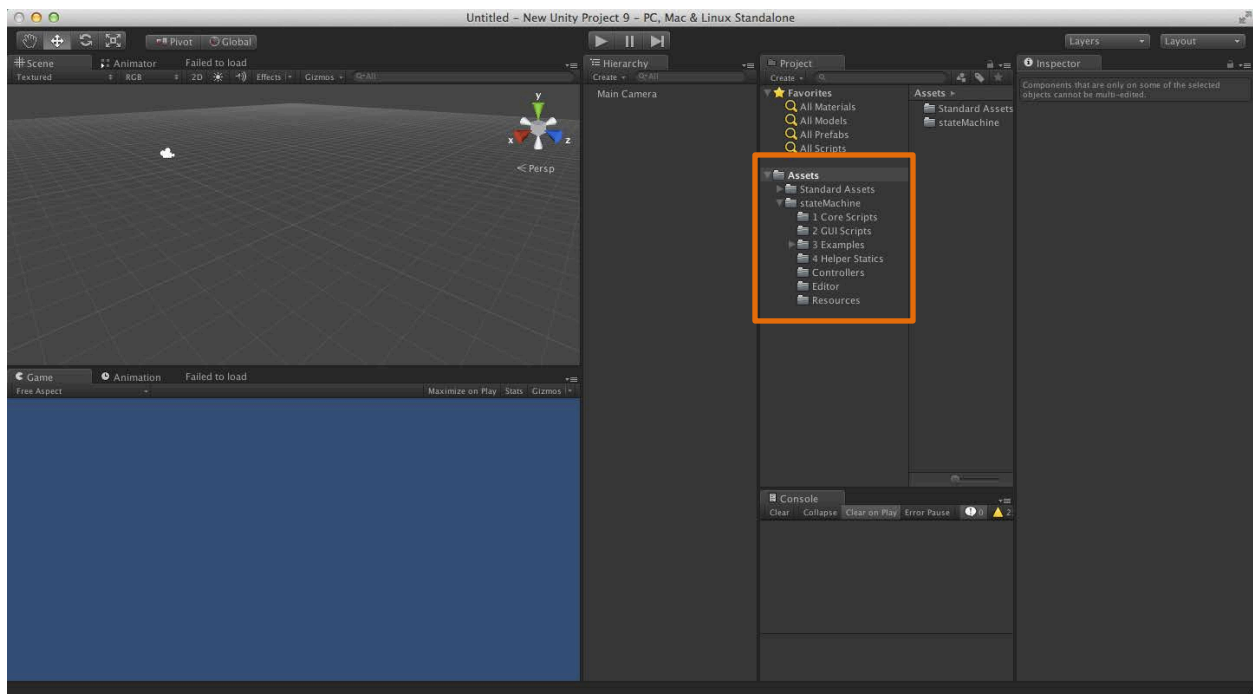 Untitled - New Unity Project 9 - PC, Mac & Linux Standalone
Pivot Global
Layers Layout
Scene Animator Failed to load
Textured RGB 2D Effects Gizmos All
y
x z
Persp
Hierarchy
Create All
Main Camera
Project
Create
Favorites
All Materials
All Models
All Prefabs
All Scripts
Assets
Standard Assets
stateMachine
1 Core Scripts
2 GUI Scripts
3 Examples
4 Helper Statics
Controllers
Editor
Resources
Assets
Standard Assets
stateMachine
Inspector
Components that are only on some of the selected
objects cannot be multi-edited.
Game Animation Failed to load
Free Aspect Maximize on Play Stats Gizmos
Console
Clear Collapse Clear on Play Error Pause 0 2